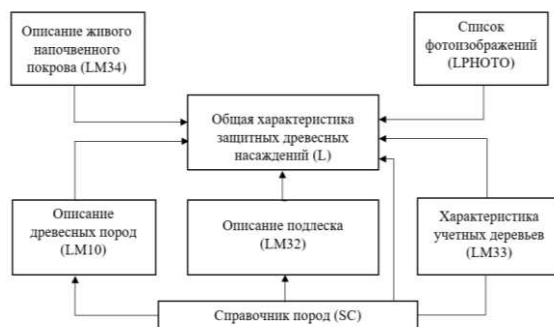 Описание живого
напочвенного
покрова (LM34)
Список
фотоизображений
(LPHOTO)
Общая характеристика
защитных древесных
насаждений (L)
Описание
древесных пород
(LM10)
Описание подлеска
(LM32)
Характеристика
учетных деревьев
(LM33)
Справочник пород (SC)